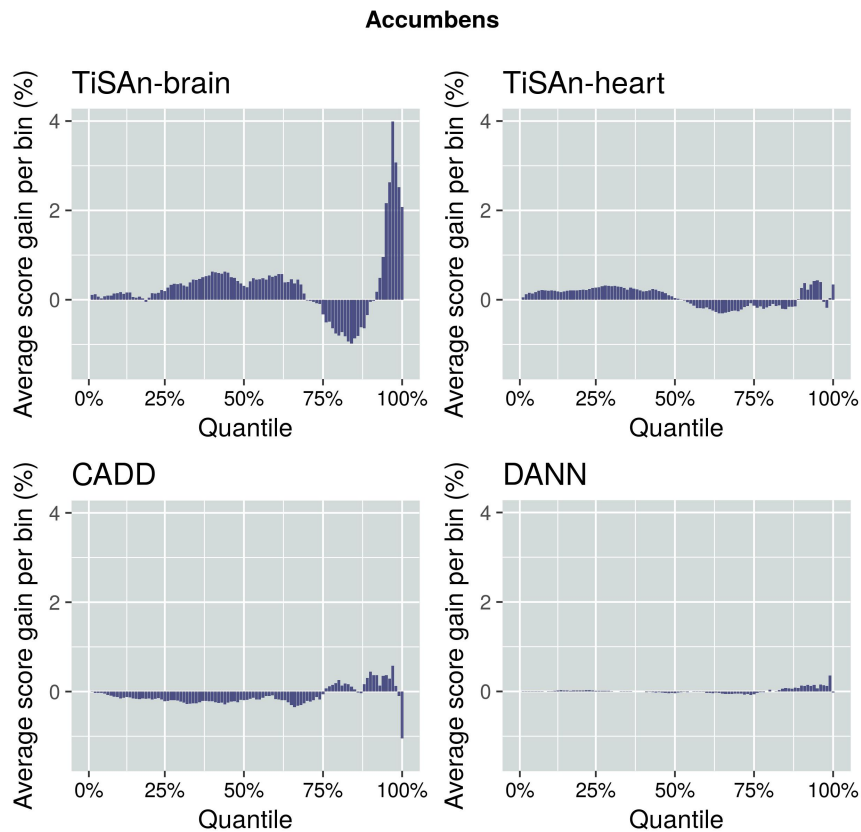 Accumbens
TiSAn-brain
Average score gain per bin (%)
4
2
0
0% 25% 50% 75% 100%
Quantile
TiSAn-heart
Average score gain per bin (%)
4
2
0
0% 25% 50% 75% 100%
Quantile
CADD
Average score gain per bin (%)
4
2
0
0% 25% 50% 75% 100%
Quantile
DANN
Average score gain per bin (%)
4
2
0
0% 25% 50% 75% 100%
Quantile